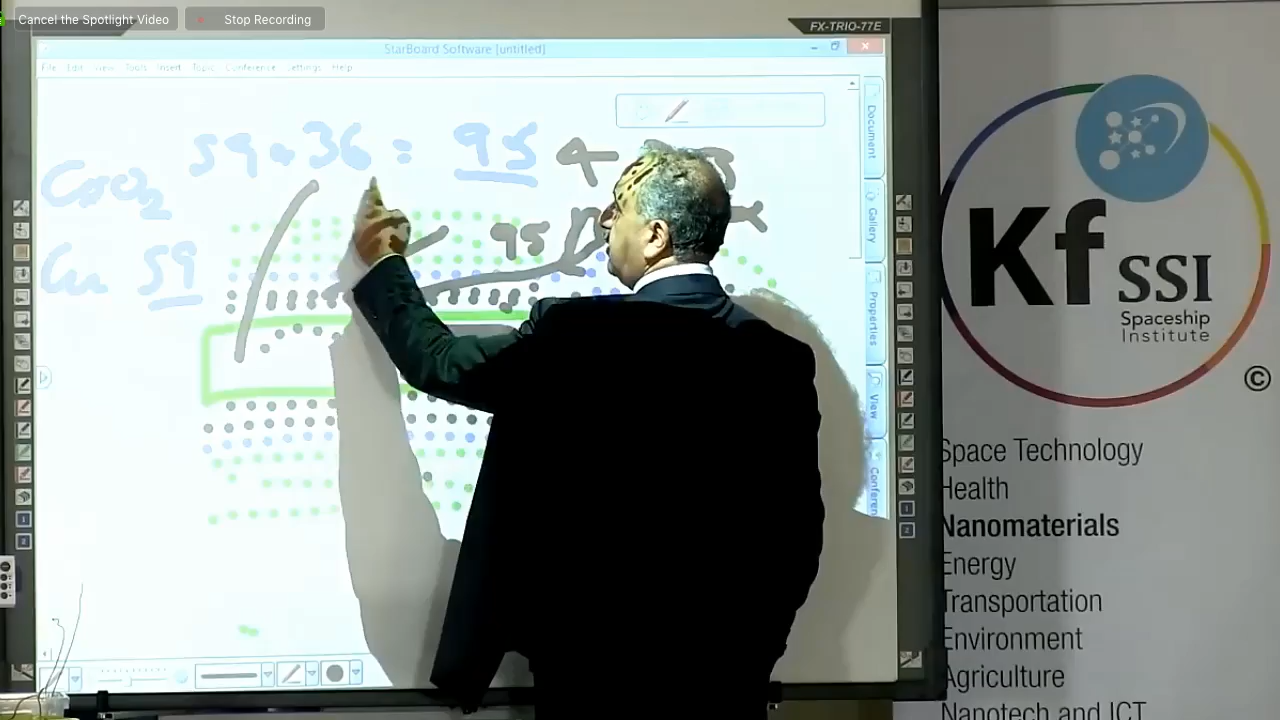 Cancel the Spotlight Video
Stop Recording
FX-TRIO-77E
StarBoard Software [untitled]
File Edit View Tools Insert Topic Conference Settings Help
59 + 36 = 95
Cu 59
95
Document
Gallery
Properties
View
Conferen
Kf SSI
Spaceship
Institute
©
Space Technology
Health
Nanomaterials
Energy
Transportation
Environment
Agriculture
Nanotech and ICT